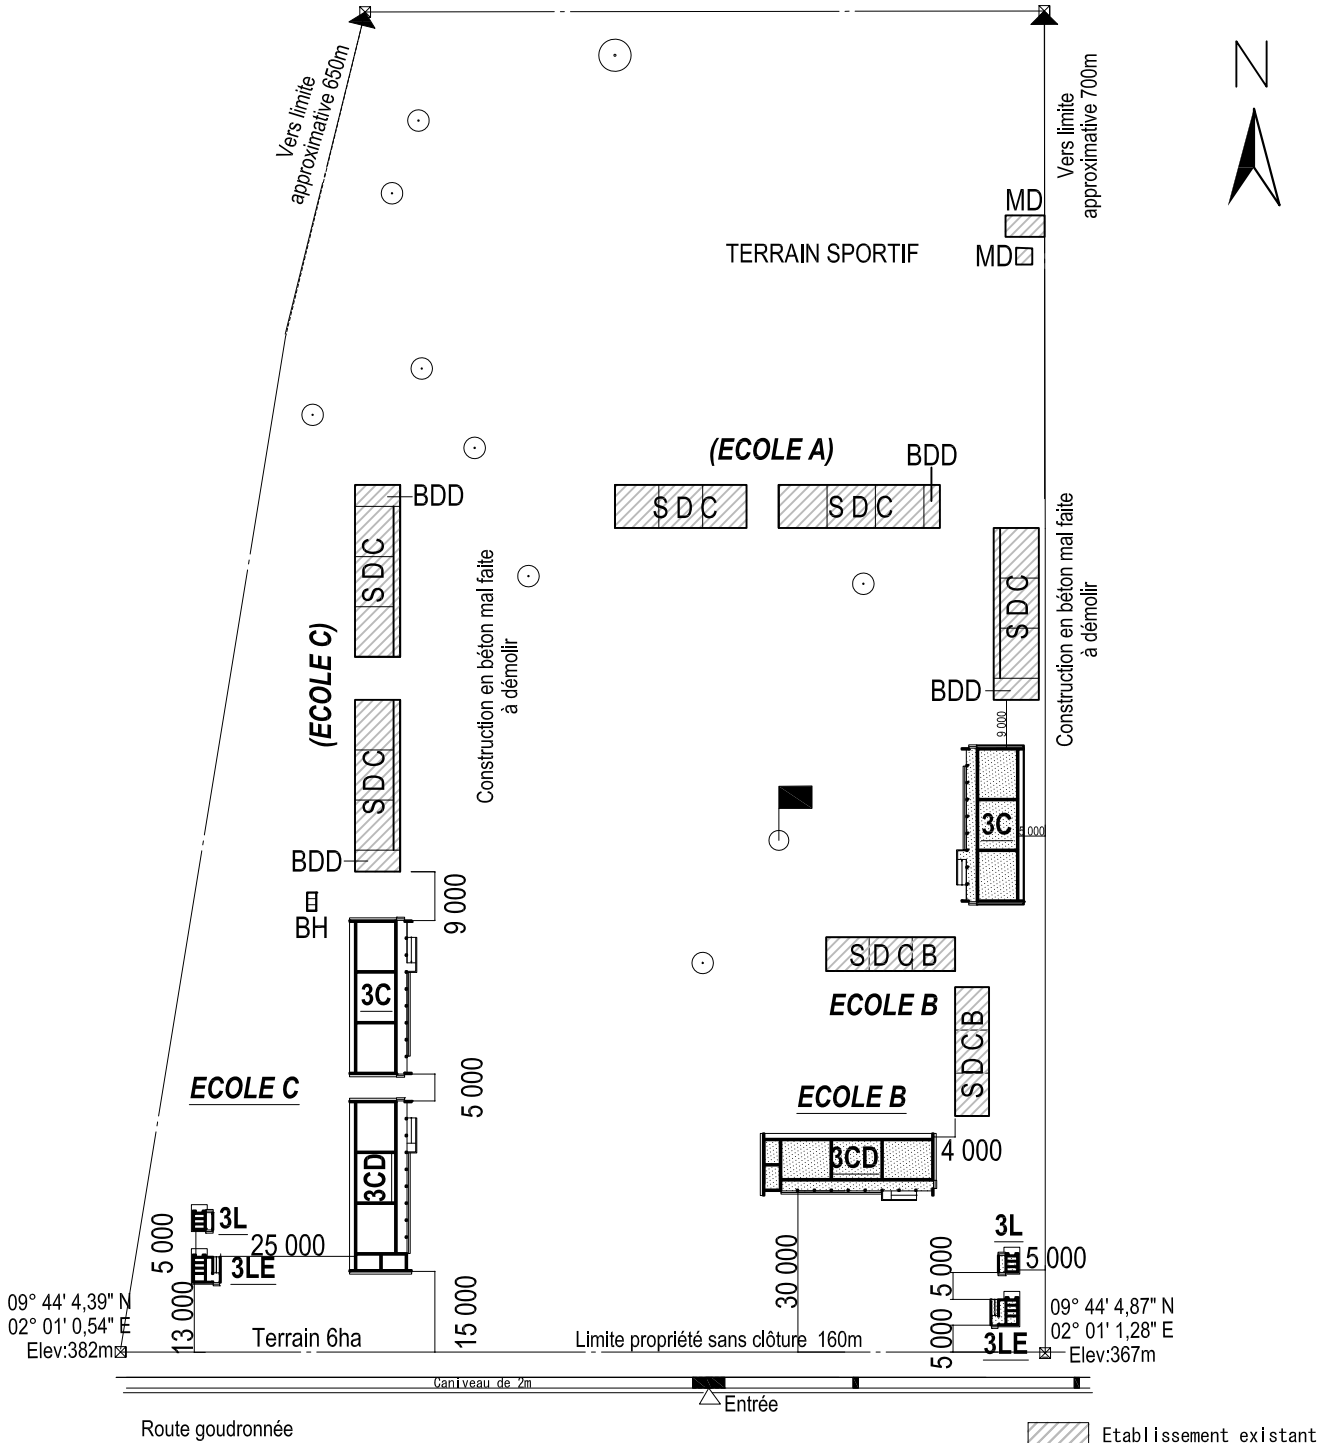 N
Vers limite
approximative 650m
Vers limite
approximative 700m
MD
TERRAIN SPORTIF
MD
(ECOLE A)
BDD
BDD
S D C
S D C
S D C
Construction en béton mal faite
à démolir
Construction en béton mal faite
à démolir
S D C
(ECOLE C)
BDD
9 000
S D C
3C
5 000
BDD
BH
9 000
S D C B
3C
ECOLE B
S D C B
5 000
ECOLE C
ECOLE B
3CD
4 000
3CD
3L
5 000
25 000
3LE
3L
5 000
30 000
5 000
09° 44' 4,39" N
02° 01' 0,54" E
Elev:382m
13 000
15 000
Terrain 6ha
Limite propriété sans clôture 160m
5 000
3LE
09° 44' 4,87" N
02° 01' 1,28" E
Elev:367m
Caniveau de 2m
Entrée
Route goudronnée
Etablissement existant